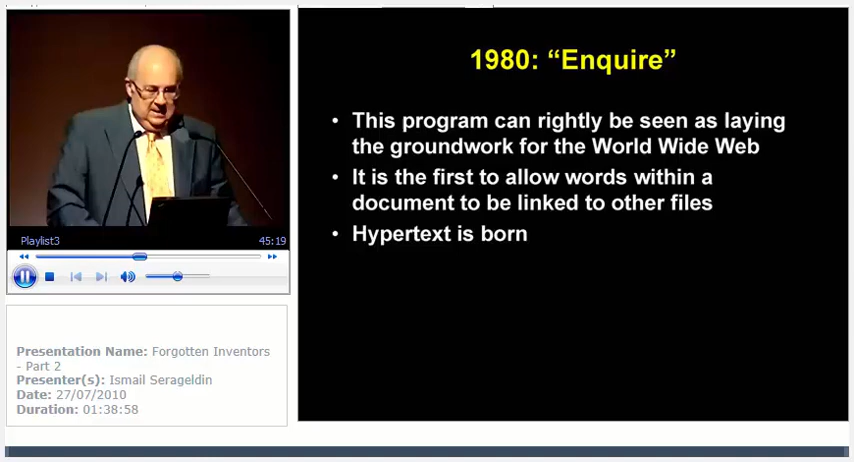 Playlist3 45:19
Presentation Name: Forgotten Inventors
- Part 2
Presenter(s): Ismail Serageldin
Date: 27/07/2010
Duration: 01:38:58
1980: “Enquire”
• This program can rightly be seen as laying
the groundwork for the World Wide Web
• It is the first to allow words within a
document to be linked to other files
• Hypertext is born